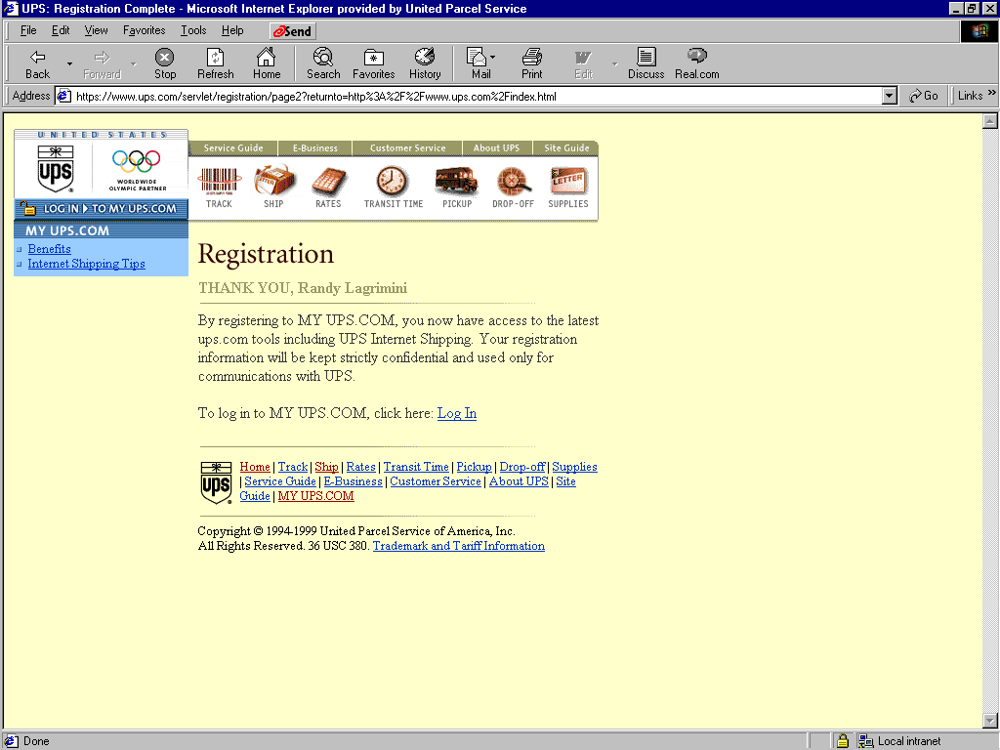 UPS: Registration Complete - Microsoft Internet Explorer provided by United Parcel Service
File Edit View Favorites Tools Help eSend
Back Forward Stop Refresh Home Search Favorites History Mail Print Edit Discuss Real.com
Address https://www.ups.com/servlet/registration/page2?returnto=http%3A%2F%2Fwww.ups.com%2Findex.html Go Links »
UNITED STATES
ups
WORLDWIDE
OLYMPIC PARTNER
Service Guide E-Business Customer Service About UPS Site Guide
LETTER
TRACK SHIP RATES TRANSIT TIME PICKUP DROP-OFF SUPPLIES
LOG IN TO MY UPS.COM
MY UPS.COM
Benefits
Internet Shipping Tips
Registration
THANK YOU, Randy Lagrimini
By registering to MY UPS.COM, you now have access to the latest
ups.com tools including UPS Internet Shipping. Your registration
information will be kept strictly confidential and used only for
communications with UPS.
To log in to MY UPS.COM, click here: Log In
ups
Home | Track | Ship | Rates | Transit Time | Pickup | Drop-off | Supplies
| Service Guide | E-Business | Customer Service | About UPS | Site
Guide | MY UPS.COM
Copyright © 1994-1999 United Parcel Service of America, Inc.
All Rights Reserved. 36 USC 380. Trademark and Tariff Information
Done Local intranet